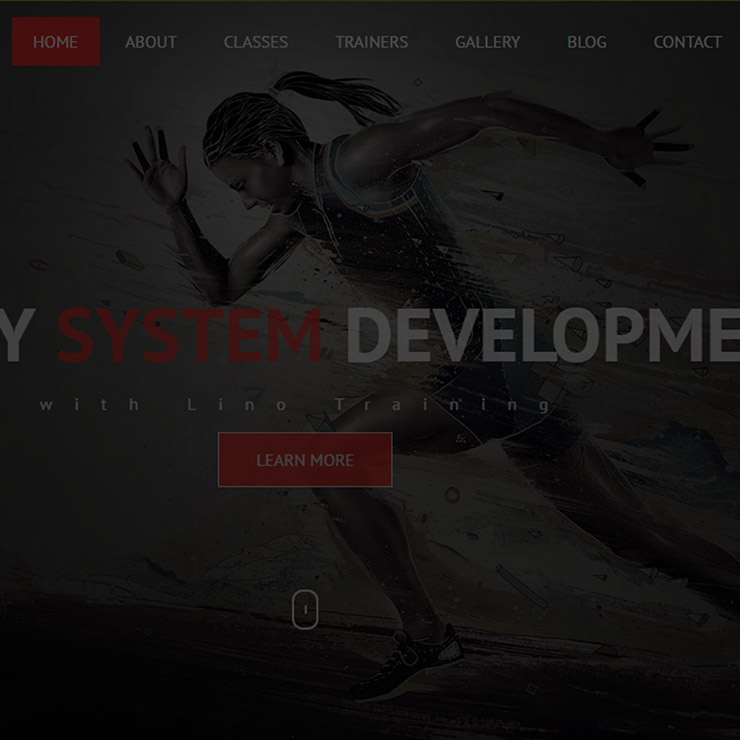 HOME ABOUT CLASSES TRAINERS GALLERY BLOG CONTACT
Y SYSTEM DEVELOPME
with Lino Training
LEARN MORE